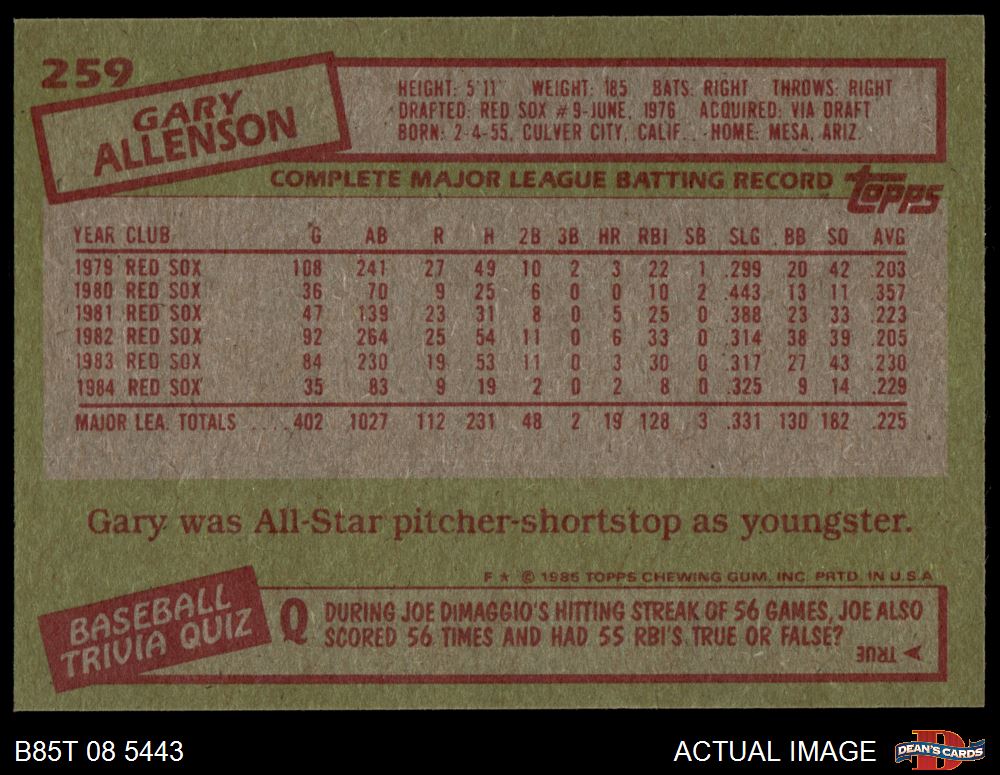 259
GARY
ALLENSON
HEIGHT: 5'11" WEIGHT: 185 BATS: RIGHT THROWS: RIGHT
DRAFTED: RED SOX #9-JUNE, 1976 ACQUIRED: VIA DRAFT
BORN: 2-4-55, CULVER CITY, CALIF. HOME: MESA, ARIZ.
COMPLETE MAJOR LEAGUE BATTING RECORD topps
YEAR CLUB G AB R H 2B 3B HR RBI SB SLG BB SO AVG
1979 RED SOX 108 241 27 49 10 2 3 22 1 .299 20 42 .203
1980 RED SOX 36 70 9 25 6 0 0 10 2 .443 13 11 .357
1981 RED SOX 47 139 23 31 8 0 5 25 0 .388 23 33 .223
1982 RED SOX 92 264 25 54 11 0 6 33 0 .314 38 39 .205
1983 RED SOX 84 230 19 53 11 0 3 30 0 .317 27 43 .230
1984 RED SOX 35 83 9 19 2 0 2 8 0 .325 9 14 .229
MAJOR LEA. TOTALS ....402 1027 112 231 48 2 19 128 3 .331 130 182 .225
Gary was All-Star pitcher-shortstop as youngster.
F ★ © 1985 TOPPS CHEWING GUM, INC. PRTD. IN U.S.A.
BASEBALL
TRIVIA QUIZ
Q DURING JOE DiMAGGIO'S HITTING STREAK OF 56 GAMES, JOE ALSO
SCORED 56 TIMES AND HAD 55 RBI'S. TRUE OR FALSE?
TRUE
B85T 08 5443
ACTUAL IMAGE
D
DEAN'S CARDS